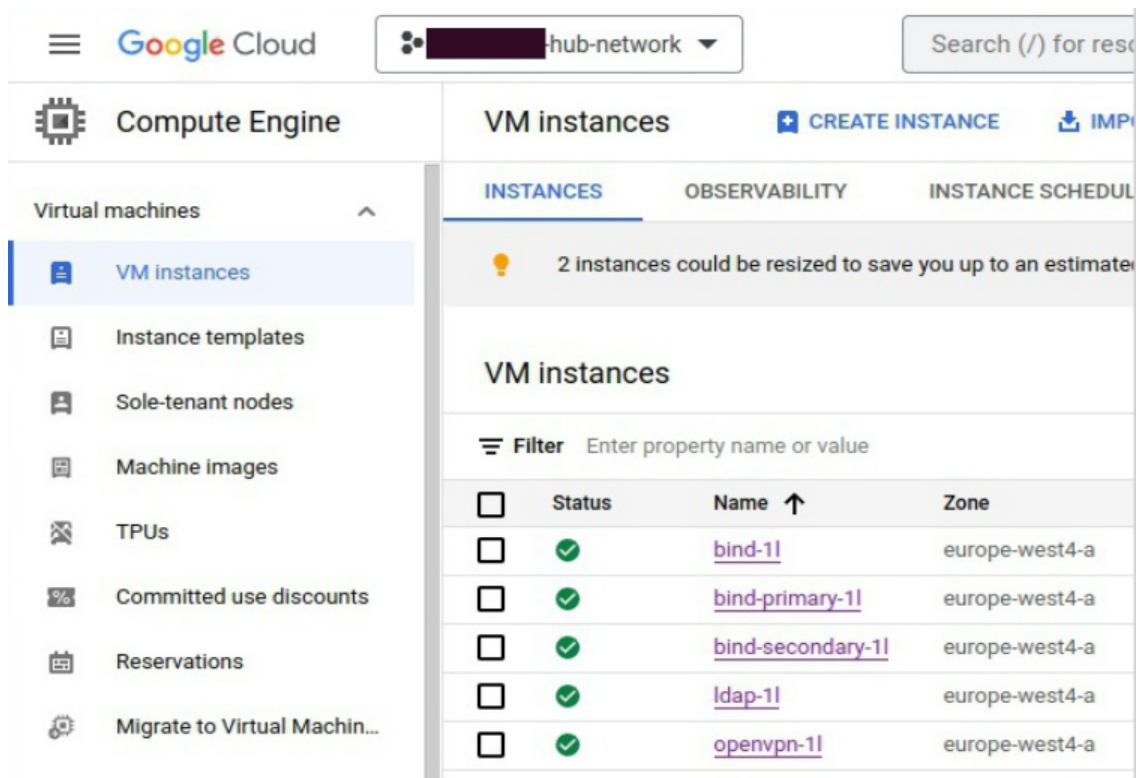 Google Cloud
-hub-network
Search (/) for reso
Compute Engine
VM instances
CREATE INSTANCE
IMPO
INSTANCES
OBSERVABILITY
INSTANCE SCHEDUL
Virtual machines
VM instances
Instance templates
Sole-tenant nodes
Machine images
TPUs
Committed use discounts
Reservations
Migrate to Virtual Machin...
2 instances could be resized to save you up to an estimated
VM instances
Filter Enter property name or value
Status Name Zone
bind-1l europe-west4-a
bind-primary-1l europe-west4-a
bind-secondary-1l europe-west4-a
ldap-1l europe-west4-a
openvpn-1l europe-west4-a